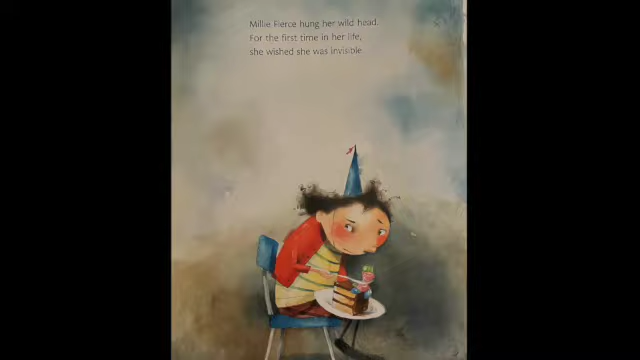 Millie Fierce hung her wild head.
For the first time in her life,
she wished she was invisible.